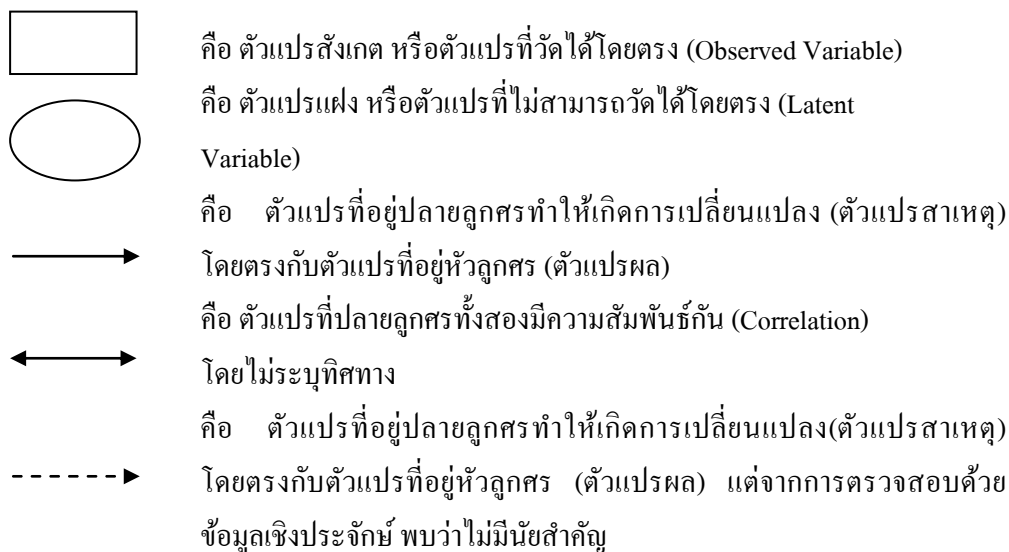 คือ ตัวแปรสังเกต หรือตัวแปรที่วัดได้โดยตรง (Observed Variable)
คือ ตัวแปรแฝง หรือตัวแปรที่ไม่สามารถวัดได้โดยตรง (Latent
Variable)
คือ ตัวแปรที่อยู่ปลายลูกศรทำให้เกิดการเปลี่ยนแปลง (ตัวแปรสาเหตุ)
โดยตรงกับตัวแปรที่อยู่หัวลูกศร (ตัวแปรผล)
คือ ตัวแปรที่ปลายลูกศรทั้งสองมีความสัมพันธ์กัน (Correlation)
โดยไม่ระบุทิศทาง
คือ ตัวแปรที่อยู่ปลายลูกศรทำให้เกิดการเปลี่ยนแปลง(ตัวแปรสาเหตุ)
โดยตรงกับตัวแปรที่อยู่หัวลูกศร (ตัวแปรผล) แต่จากการตรวจสอบด้วย
ข้อมูลเชิงประจักษ์ พบว่าไม่มีนัยสำคัญ